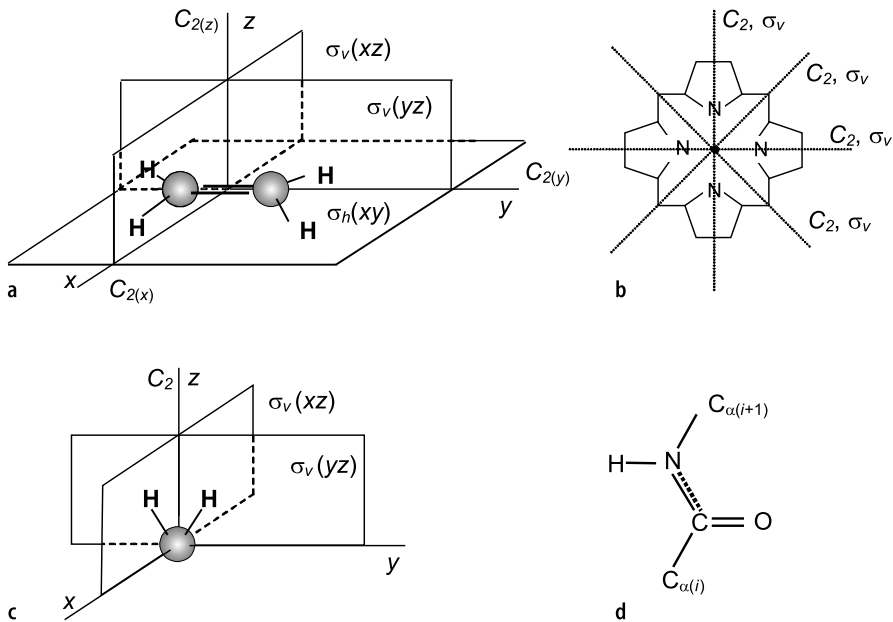 C2(z) z
σv(xz)
σv(yz)
H
H
H
H
σh(xy)
C2(y)
y
x
C2(x)
a
C2, σv
C2, σv
C2, σv
C2, σv
N
N
N
N
b
C2 z
σv(xz)
σv(yz)
H H
y
x
c
Cα(i+1)
H N
C O
Cα(i)
d